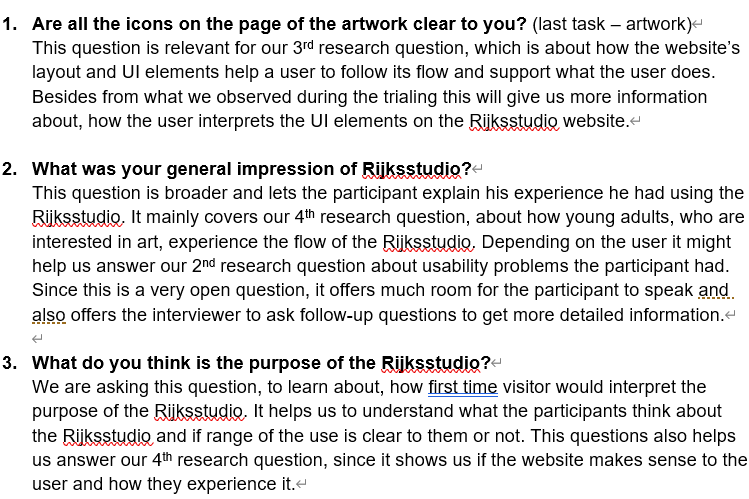 1. Are all the icons on the page of the artwork clear to you? (last task – artwork)
This question is relevant for our 3rd research question, which is about how the website's
layout and UI elements help a user to follow its flow and support what the user does.
Besides from what we observed during the trialing this will give us more information
about, how the user interprets the UI elements on the Rijksstudio website.
2. What was your general impression of Rijksstudio?
This question is broader and lets the participant explain his experience he had using the
Rijksstudio. It mainly covers our 4th research question, about how young adults, who are
interested in art, experience the flow of the Rijksstudio. Depending on the user it might
help us answer our 2nd research question about usability problems the participant had.
Since this is a very open question, it offers much room for the participant to speak and
also offers the interviewer to ask follow-up questions to get more detailed information.
3. What do you think is the purpose of the Rijksstudio?
We are asking this question, to learn about, how first time visitor would interpret the
purpose of the Rijksstudio. It helps us to understand what the participants think about
the Rijksstudio and if range of the use is clear to them or not. This questions also helps
us answer our 4th research question, since it shows us if the website makes sense to the
user and how they experience it.